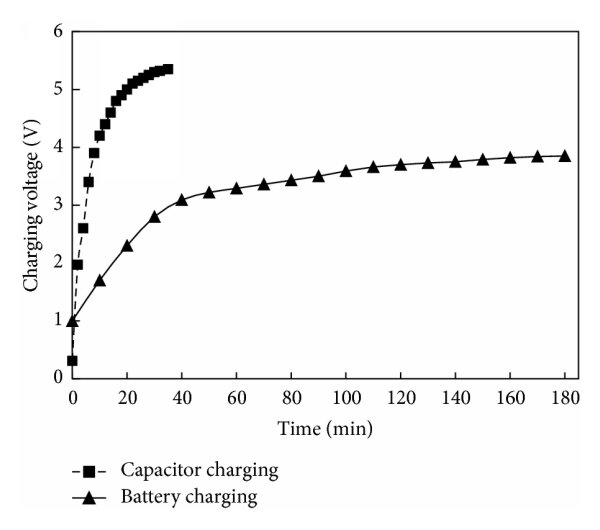 6
5
4
3
2
1
0
Charging voltage (V)
0 20 40 60 80 100 120 140 160 180
Time (min)
Capacitor charging
Battery charging